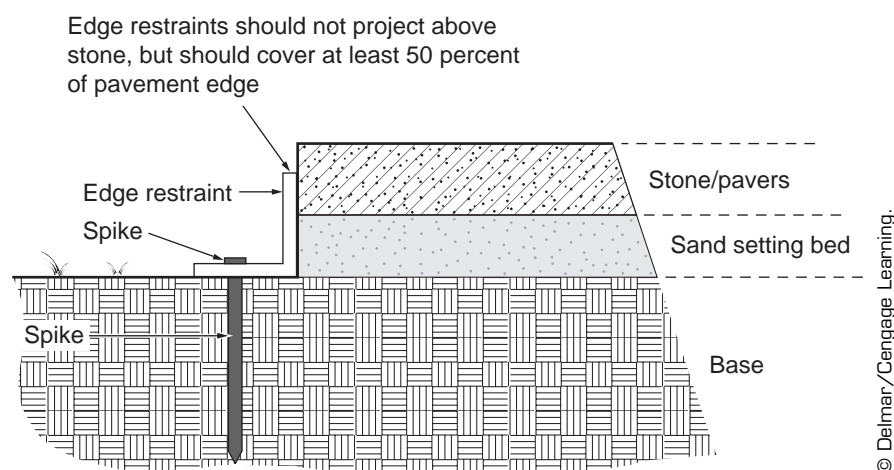 Edge restraints should not project above
stone, but should cover at least 50 percent
of pavement edge
Edge restraint
Stone/pavers
Spike
Sand setting bed
Spike
Base
© Delmar/Cengage Learning.